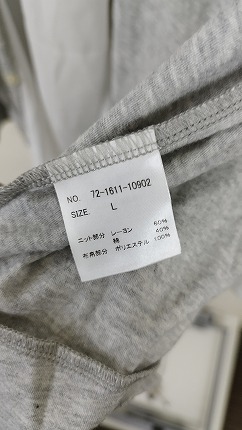 NO. 72-1611-10902
SIZE. L
ニット部分 レーヨン 60%
綿 40%
布帛部分 ポリエステル 100%